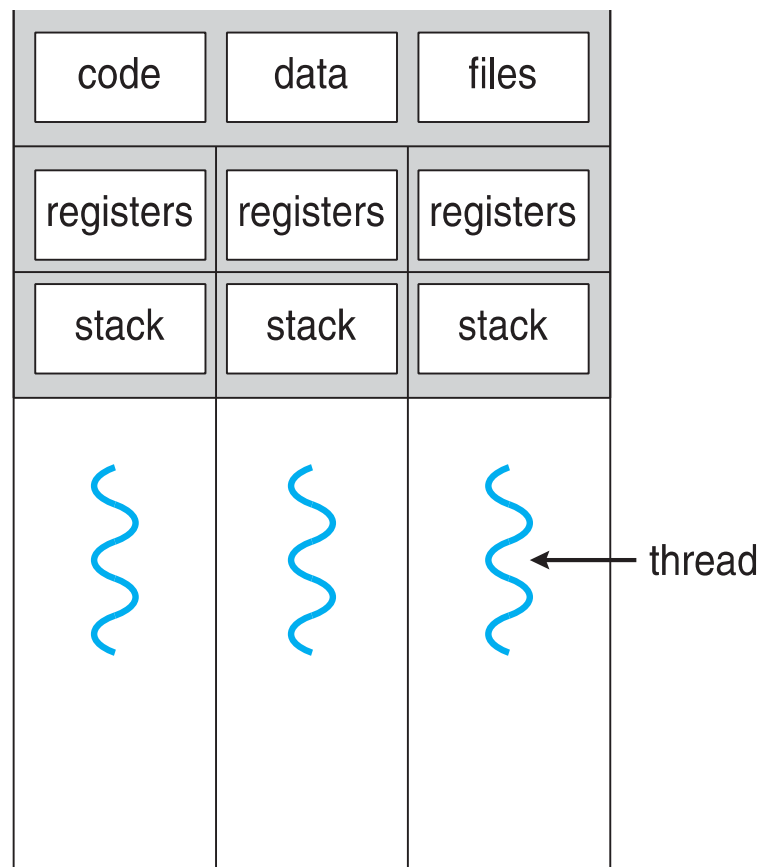 code data files
registers registers registers
stack stack stack
thread